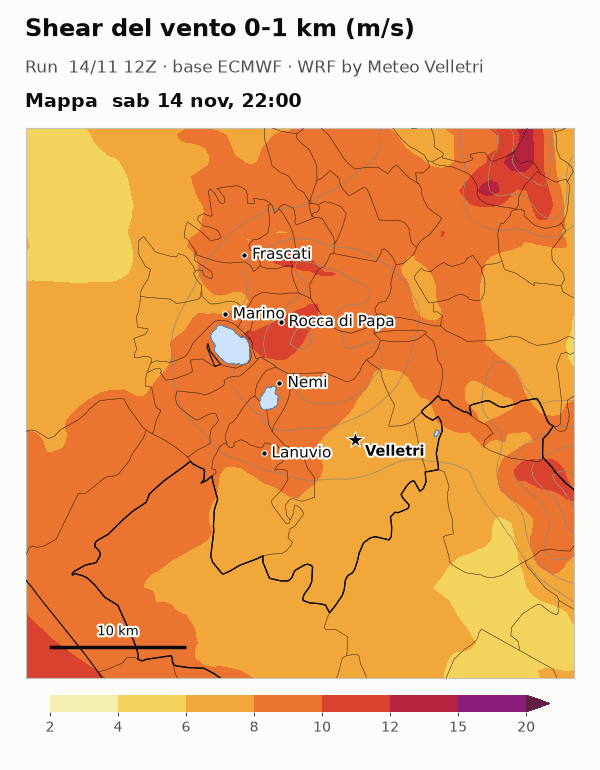 Shear del vento 0-1 km (m/s)
Run  14/11 12Z · base ECMWF · WRF by Meteo Velletri
Mappa  sab 14 nov, 22:00
Frascati
Marino
Rocca di Papa
Nemi
Velletri
Lanuvio
10 km
2 4 6 8 10 12 15 20